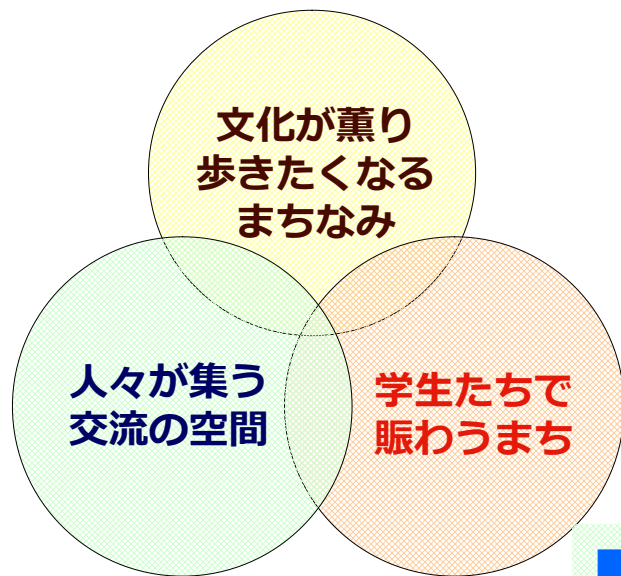 文化が薫り
歩きたくなる
まちなみ
人々が集う
交流の空間
学生たちで
賑わうまち